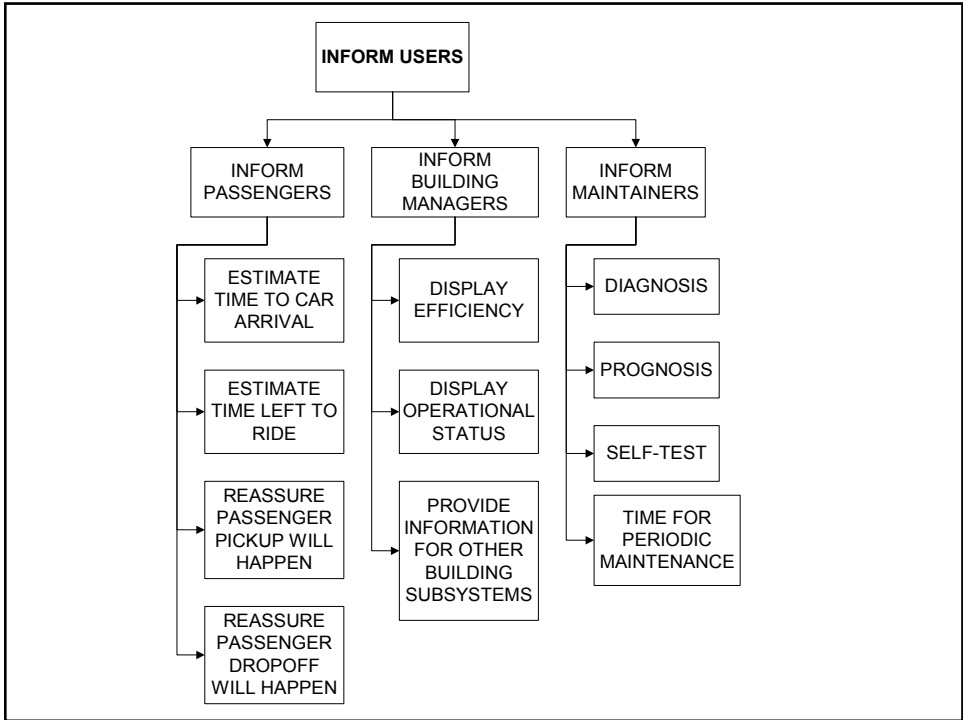 INFORM USERS
INFORM
PASSENGERS
INFORM
BUILDING
MANAGERS
INFORM
MAINTAINERS
ESTIMATE
TIME TO CAR
ARRIVAL
ESTIMATE
TIME LEFT TO
RIDE
REASSURE
PASSENGER
PICKUP WILL
HAPPEN
REASSURE
PASSENGER
DROPOFF
WILL HAPPEN
DISPLAY
EFFICIENCY
DISPLAY
OPERATIONAL
STATUS
PROVIDE
INFORMATION
FOR OTHER
BUILDING
SUBSYSTEMS
DIAGNOSIS
PROGNOSIS
SELF-TEST
TIME FOR
PERIODIC
MAINTENANCE